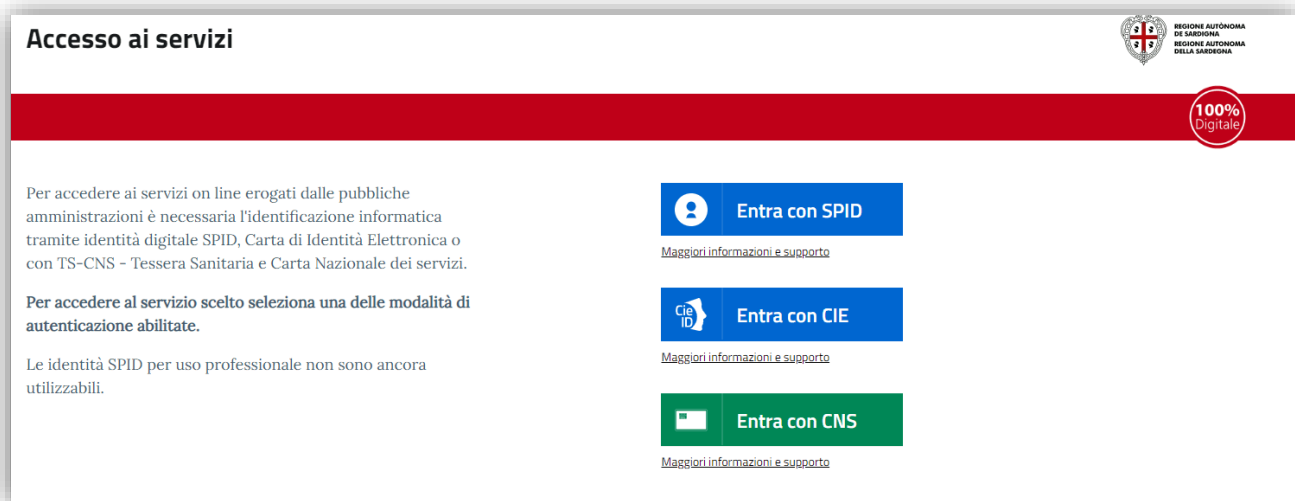 Accesso ai servizi
REGIONE AUTÒNOMA
DE SARDIGNA
REGIONE AUTONOMA
DELLA SARDEGNA
100%
Digitale
Per accedere ai servizi on line erogati dalle pubbliche
amministrazioni è necessaria l'identificazione informatica
tramite identità digitale SPID, Carta di Identità Elettronica o
con TS-CNS - Tessera Sanitaria e Carta Nazionale dei servizi.
Per accedere al servizio scelto seleziona una delle modalità di
autenticazione abilitate.
Le identità SPID per uso professionale non sono ancora
utilizzabili.
Entra con SPID
Maggiori informazioni e supporto
Cie
ID
Entra con CIE
Maggiori informazioni e supporto
Entra con CNS
Maggiori informazioni e supporto